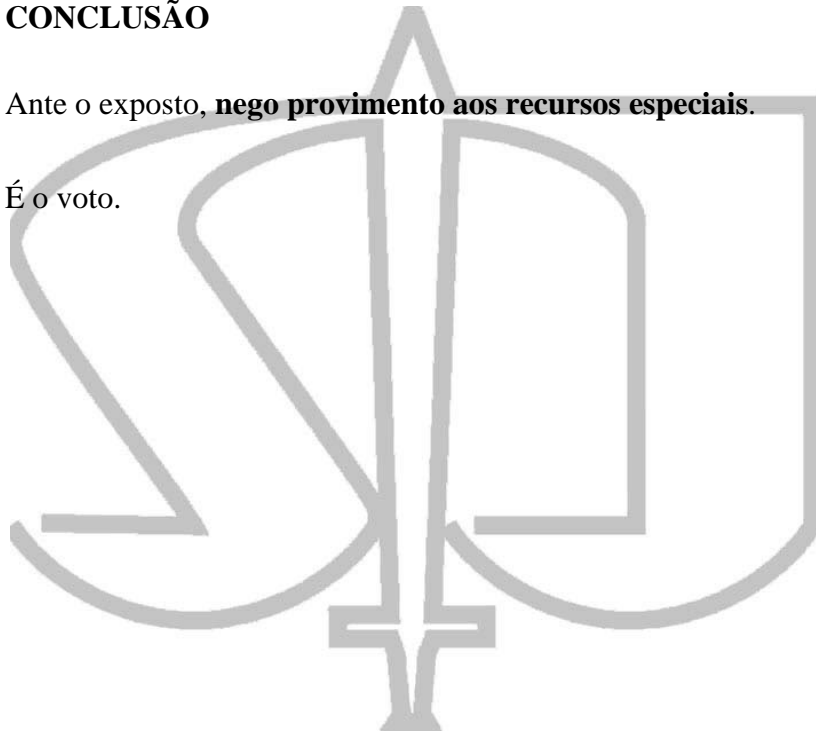 CONCLUSÃO
Ante o exposto, nego provimento aos recursos especiais.
É o voto.